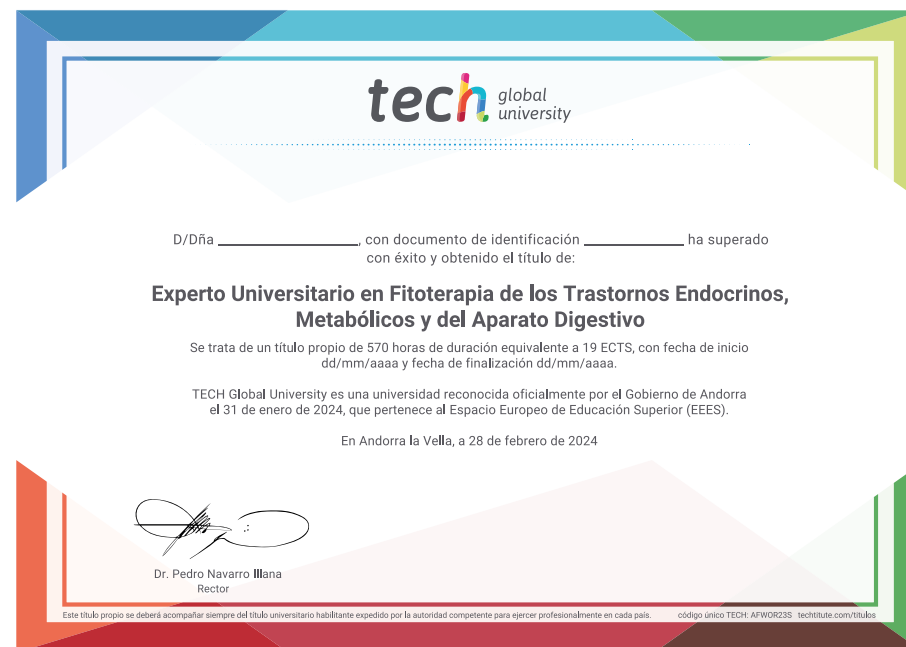 tech global university
D/Dña ____________________, con documento de identificación ______________ ha superado
con éxito y obtenido el título de:
Experto Universitario en Fitoterapia de los Trastornos Endocrinos,
Metabólicos y del Aparato Digestivo
Se trata de un título propio de 570 horas de duración equivalente a 19 ECTS, con fecha de inicio
dd/mm/aaaa y fecha de finalización dd/mm/aaaa.
TECH Global University es una universidad reconocida oficialmente por el Gobierno de Andorra
el 31 de enero de 2024, que pertenece al Espacio Europeo de Educación Superior (EEES).
En Andorra la Vella, a 28 de febrero de 2024
Dr. Pedro Navarro Illana
Rector
Este título propio se deberá acompañar siempre del título universitario habilitante expedido por la autoridad competente para ejercer profesionalmente en cada país. código único TECH: AFWOR23S techtitute.com/titulos